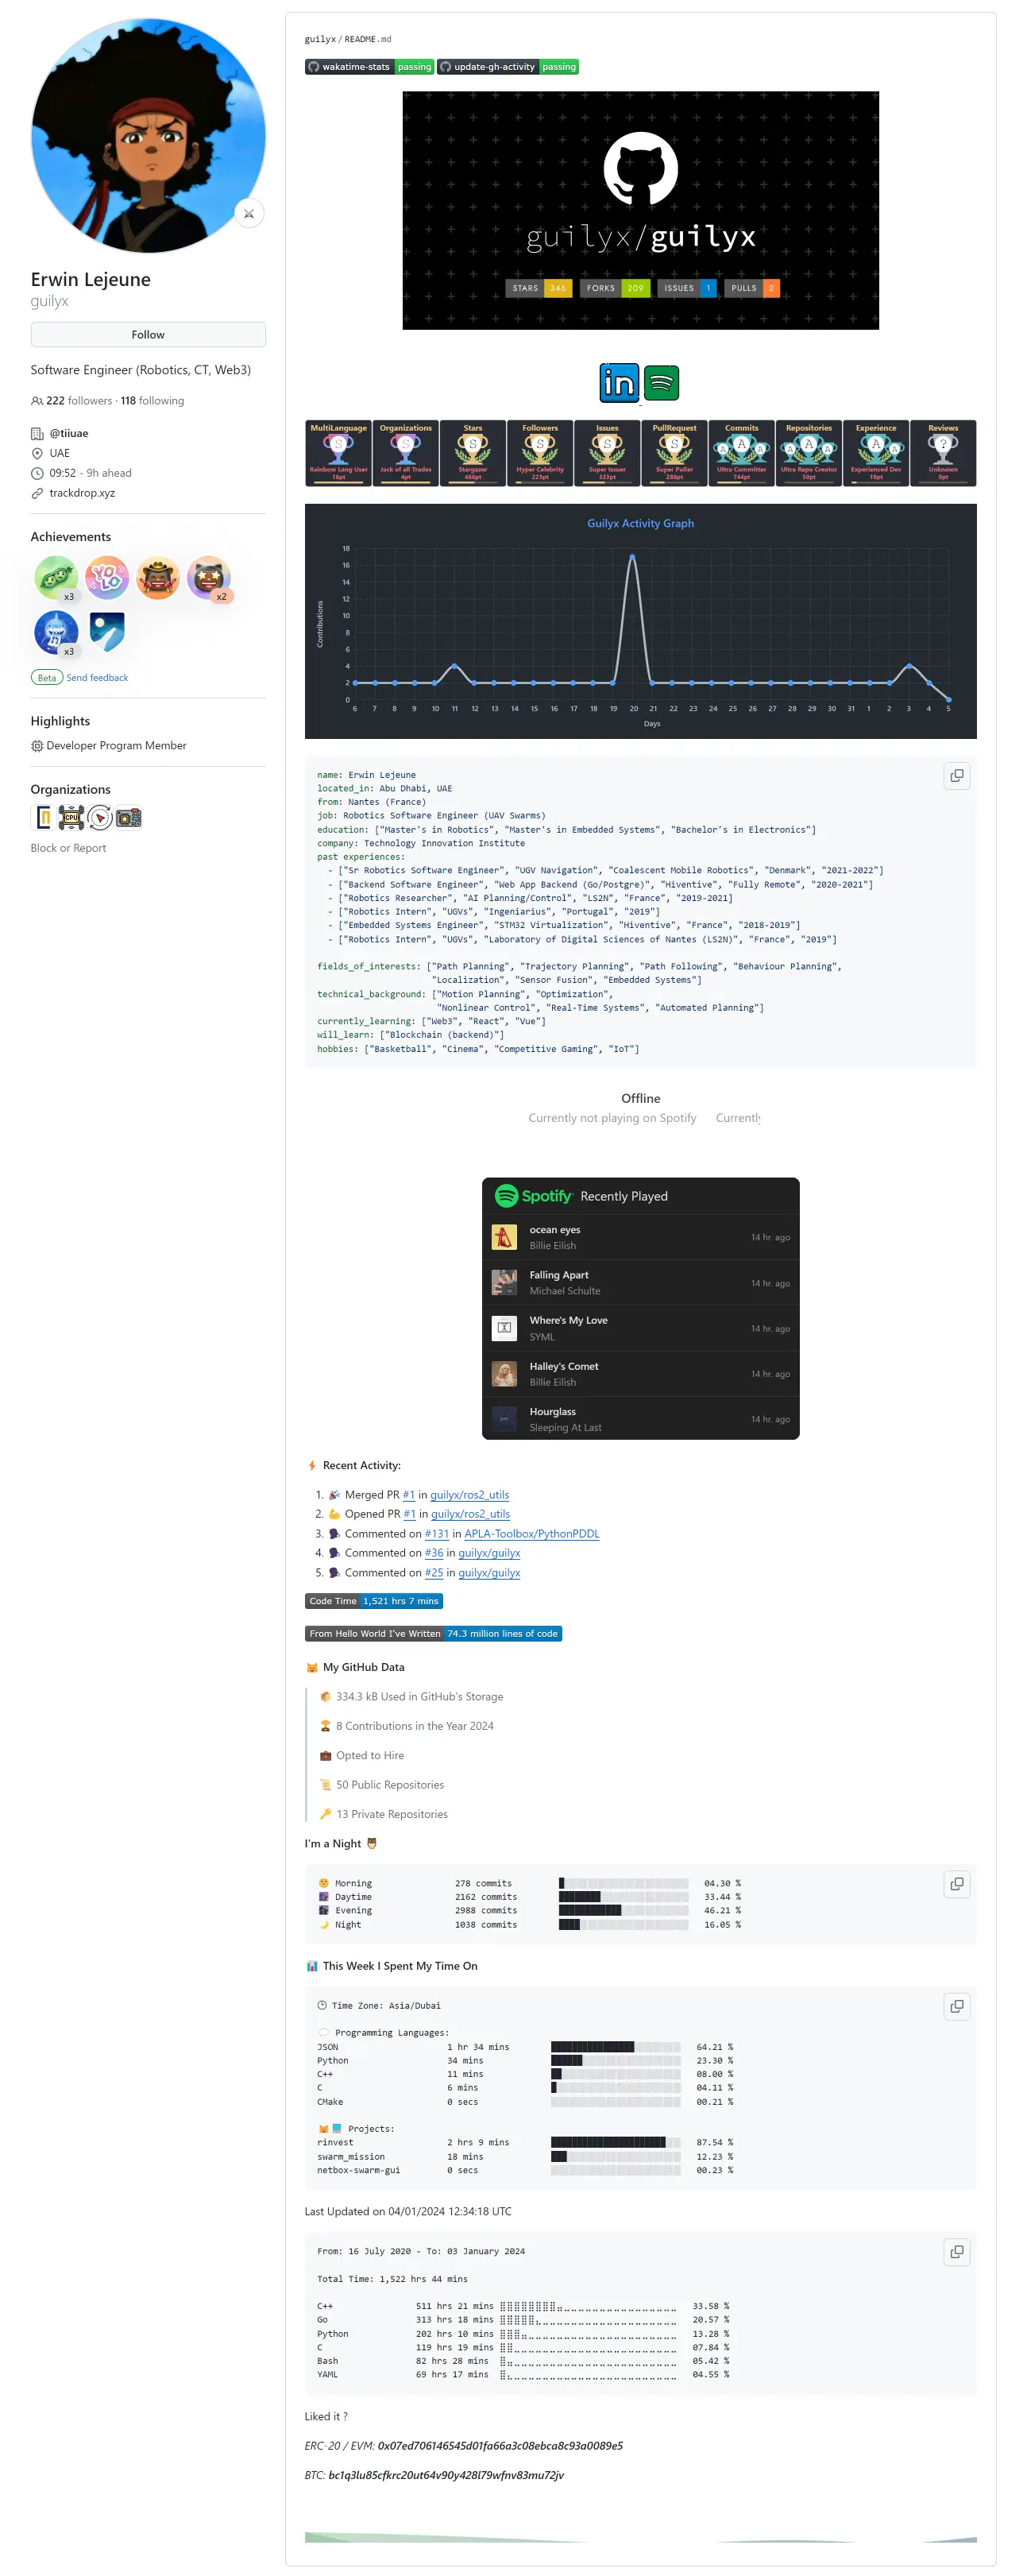 Erwin Lejeune
guilyx
Follow
Software Engineer (Robotics, CT, Web3)
222 followers · 118 following
@tiiuae
UAE
09:52 - 9h ahead
trackdrop.xyz
Achievements
x3
YOLO
x2
x3
Beta Send feedback
Highlights
Developer Program Member
Organizations
CPU
Block or Report
guilyx / README.md
wakatime-stats passing update-gh-activity passing
guilyx/guilyx
STARS 346 FORKS 209 ISSUES 1 PULLS 2
in
MultiLanguage Organizations Stars Followers Issues PullRequest Commits Repositories Experience Reviews
S S S S S S A A A A A A A ?
Rainbow Lang User Jack of all Trades Stargazer Hyper Celebrity Super Issuer Super Puller Ultra Committer Ultra Repo Creator Experienced Dev Unknown
16pt 4pt 466pt 223pt 333pt 288pt 744pt 50pt 19pt 0pt
Guilyx Activity Graph
Contributions
18
16
14
12
10
8
6
4
2
0
6 7 8 9 10 11 12 13 14 15 16 17 18 19 20 21 22 23 24 25 26 27 28 29 30 31 1 2 3 4 5
Days
name: Erwin Lejeune
located_in: Abu Dhabi, UAE
from: Nantes (France)
job: Robotics Software Engineer (UAV Swarms)
education: ["Master's in Robotics", "Master's in Embedded Systems", "Bachelor's in Electronics"]
company: Technology Innovation Institute
past experiences:
- ["Sr Robotics Software Engineer", "UGV Navigation", "Coalescent Mobile Robotics", "Denmark", "2021-2022"]
- ["Backend Software Engineer", "Web App Backend (Go/Postgre)", "Hiventive", "Fully Remote", "2020-2021"]
- ["Robotics Researcher", "AI Planning/Control", "LS2N", "France", "2019-2021]
- ["Robotics Intern", "UGVs", "Ingeniarius", "Portugal", "2019"]
- ["Embedded Systems Engineer", "STM32 Virtualization", "Hiventive", "France", "2018-2019"]
- ["Robotics Intern", "UGVs", "Laboratory of Digital Sciences of Nantes (LS2N)", "France", "2019"]
fields_of_interests: ["Path Planning", "Trajectory Planning", "Path Following", "Behaviour Planning",
"Localization", "Sensor Fusion", "Embedded Systems"]
technical_background: ["Motion Planning", "Optimization",
"Nonlinear Control", "Real-Time Systems", "Automated Planning"]
currently_learning: ["Web3", "React", "Vue"]
will_learn: ["Blockchain (backend)"]
hobbies: ["Basketball", "Cinema", "Competitive Gaming", "IoT"]
Offline
Currently not playing on Spotify Currently
Spotify Recently Played
ocean eyes
Billie Eilish
14 hr. ago
Falling Apart
Michael Schulte
14 hr. ago
Where's My Love
SYML
14 hr. ago
Halley's Comet
Billie Eilish
14 hr. ago
Hourglass
Sleeping At Last
14 hr. ago
Recent Activity:
1. Merged PR #1 in guilyx/ros2_utils
2. Opened PR #1 in guilyx/ros2_utils
3. Commented on #131 in APLA-Toolbox/PythonPDDL
4. Commented on #36 in guilyx/guilyx
5. Commented on #25 in guilyx/guilyx
Code Time 1,521 hrs 7 mins
From Hello World I've Written 74.3 million lines of code
My GitHub Data
334.3 kB Used in GitHub's Storage
8 Contributions in the Year 2024
Opted to Hire
50 Public Repositories
13 Private Repositories
I'm a Night
Morning 278 commits 04.30 %
Daytime 2162 commits 33.44 %
Evening 2988 commits 46.21 %
Night 1038 commits 16.05 %
This Week I Spent My Time On
Time Zone: Asia/Dubai
Programming Languages:
JSON 1 hr 34 mins 64.21 %
Python 34 mins 23.30 %
C++ 11 mins 08.00 %
C 6 mins 04.11 %
CMake 0 secs 00.21 %
Projects:
rinvest 2 hrs 9 mins 87.54 %
swarm_mission 18 mins 12.23 %
netbox-swarm-gui 0 secs 00.23 %
Last Updated on 04/01/2024 12:34:18 UTC
From: 16 July 2020 - To: 03 January 2024
Total Time: 1,522 hrs 44 mins
C++ 511 hrs 21 mins 33.58 %
Go 313 hrs 18 mins 20.57 %
Python 202 hrs 10 mins 13.28 %
C 119 hrs 19 mins 07.84 %
Bash 82 hrs 28 mins 05.42 %
YAML 69 hrs 17 mins 04.55 %
Liked it ?
ERC-20 / EVM: 0x07ed706146545d01fa66a3c08ebca8c93a0089e5
BTC: bc1q3lu85cfkrc20ut64v90y428l79wfnv83mu72jv